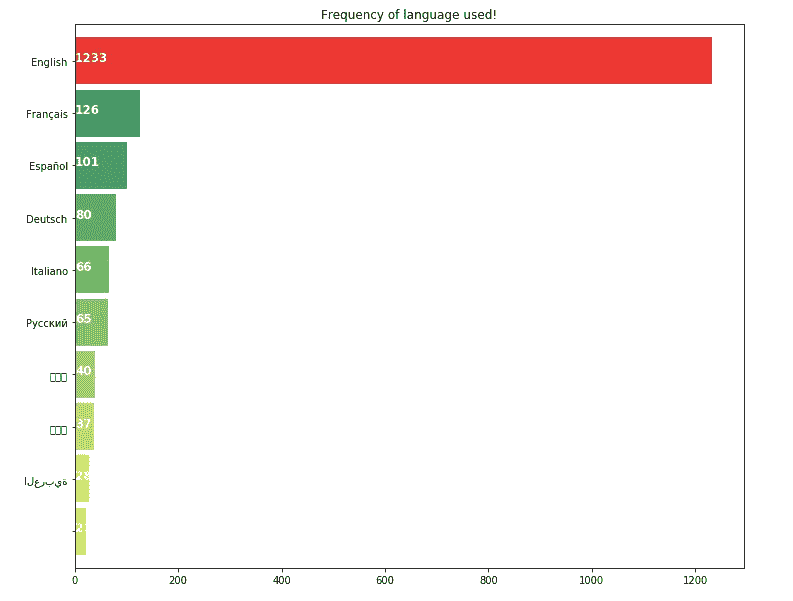 Frequency of language used!
English 1233
Français 126
Español 101
Deutsch 80
Italiano 66
Русский 65
40
37
العربية 28
0 200 400 600 800 1000 1200